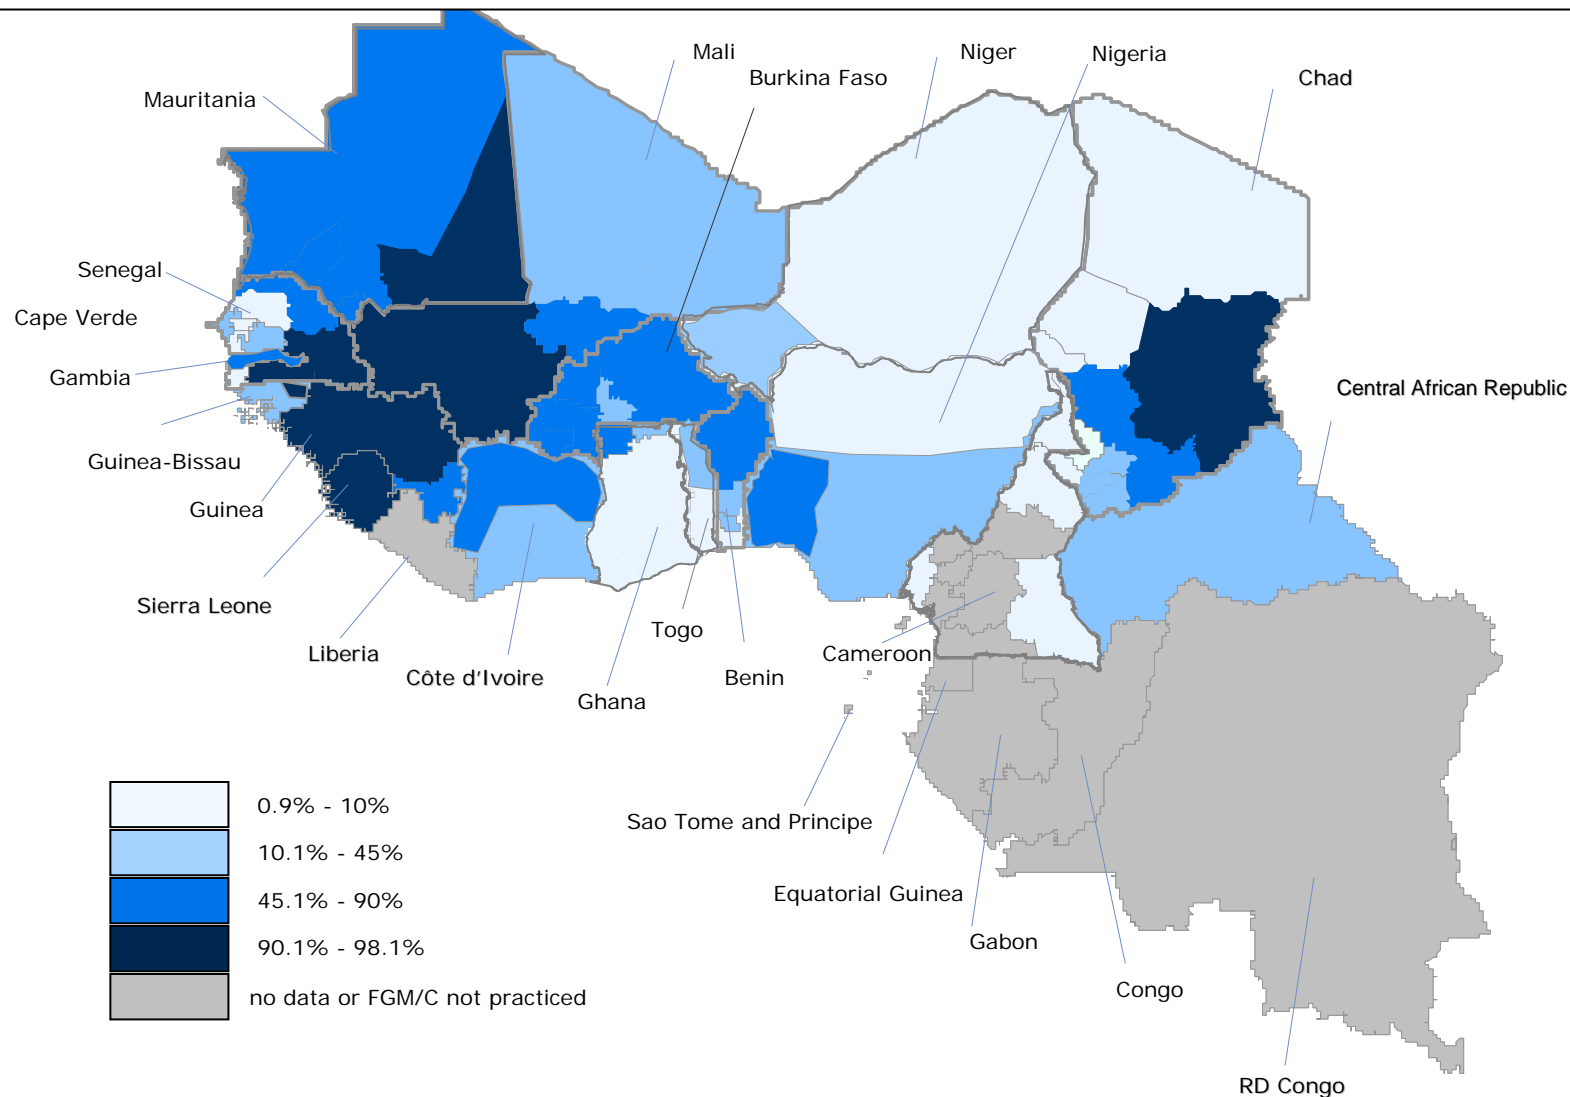 Mali
Niger
Nigeria
Burkina Faso
Chad
Mauritania
Senegal
Cape Verde
Gambia
Central African Republic
Guinea-Bissau
Guinea
Sierra Leone
Liberia
Côte d'Ivoire
Ghana
Togo
Benin
Cameroon
Sao Tome and Principe
Equatorial Guinea
Gabon
Congo
RD Congo
0.9% - 10%
10.1% - 45%
45.1% - 90%
90.1% - 98.1%
no data or FGM/C not practiced